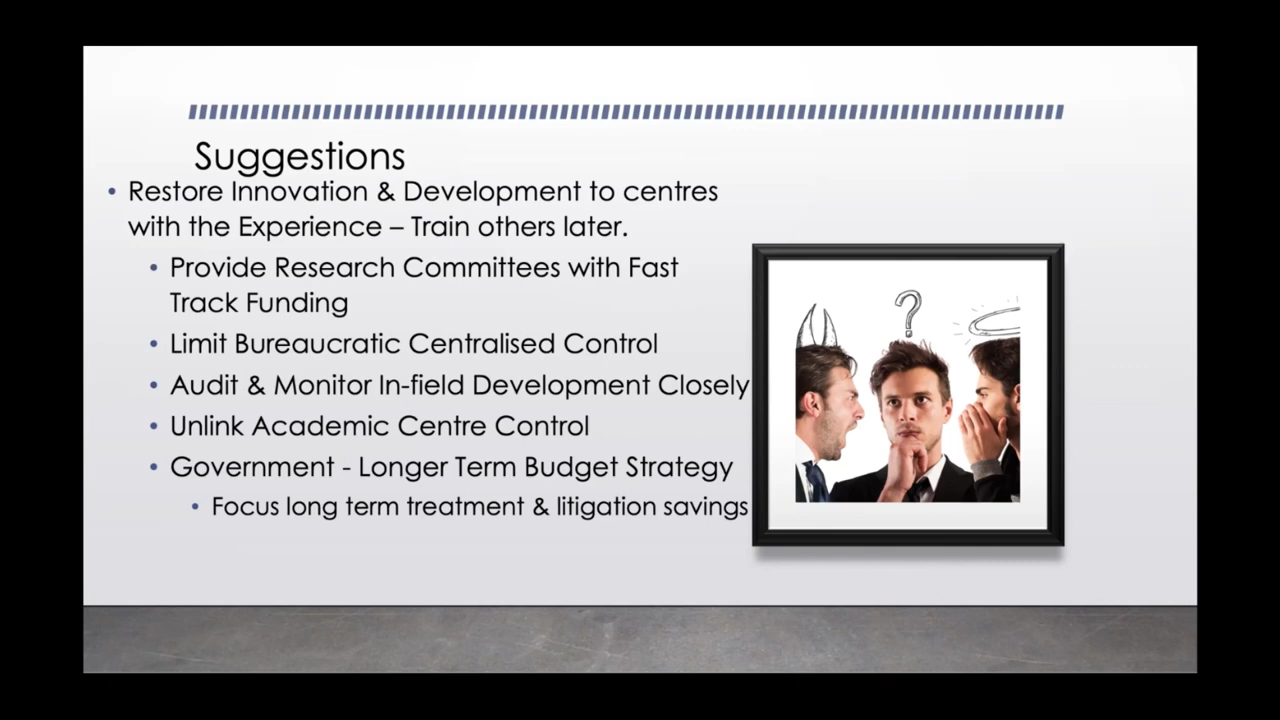 Suggestions
• Restore Innovation & Development to centres
with the Experience – Train others later.
• Provide Research Committees with Fast
Track Funding
• Limit Bureaucratic Centralised Control
• Audit & Monitor In-field Development Closely
• Unlink Academic Centre Control
• Government - Longer Term Budget Strategy
• Focus long term treatment & litigation savings
?